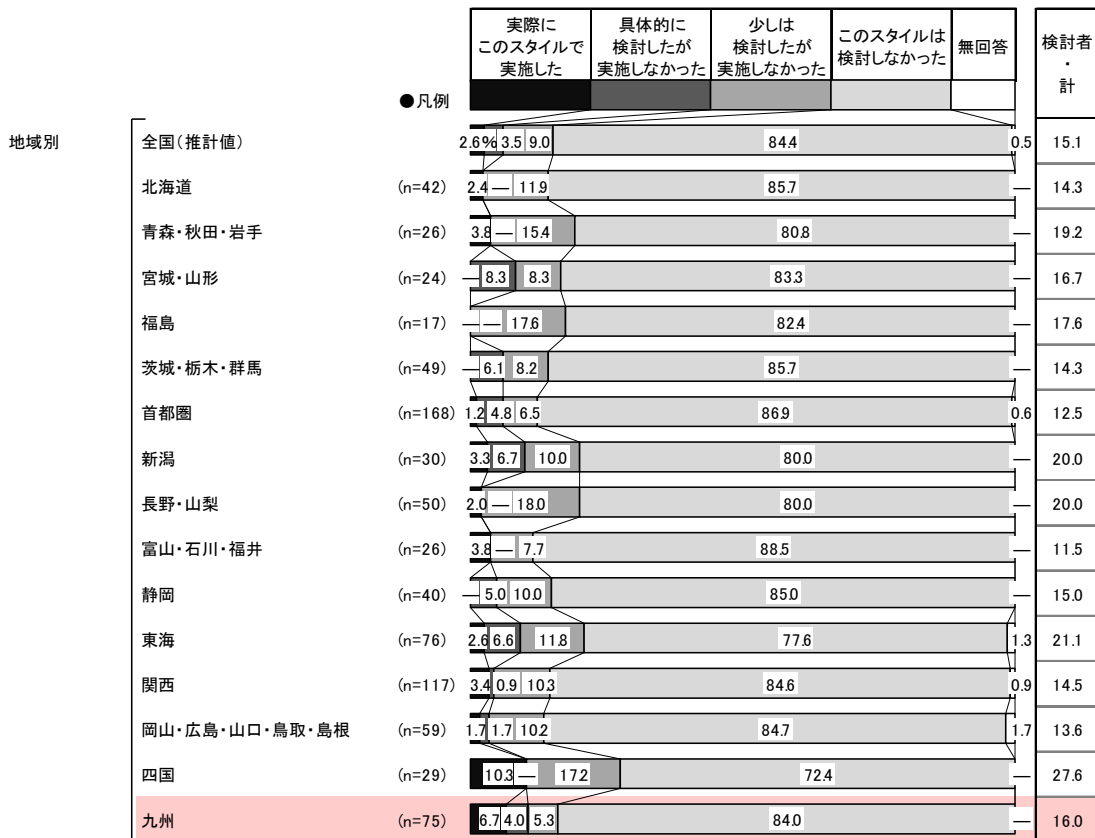 実際に
このスタイルで
実施した
具体的に
検討したが
実施しなかった
少しは
検討したが
実施しなかった
このスタイルは
検討しなかった
無回答
検討者
・
計
●凡例
地域別
全国(推計値) 2.6% 3.5 9.0 84.4 0.5 15.1
北海道 (n=42) 2.4 — 11.9 85.7 — 14.3
青森・秋田・岩手 (n=26) 3.8 — 15.4 80.8 — 19.2
宮城・山形 (n=24) — 8.3 8.3 83.3 — 16.7
福島 (n=17) — — 17.6 82.4 — 17.6
茨城・栃木・群馬 (n=49) — 6.1 8.2 85.7 — 14.3
首都圏 (n=168) 1.2 4.8 6.5 86.9 0.6 12.5
新潟 (n=30) 3.3 6.7 10.0 80.0 — 20.0
長野・山梨 (n=50) 2.0 — 18.0 80.0 — 20.0
富山・石川・福井 (n=26) 3.8 — 7.7 88.5 — 11.5
静岡 (n=40) — 5.0 10.0 85.0 — 15.0
東海 (n=76) 2.6 6.6 11.8 77.6 1.3 21.1
関西 (n=117) 3.4 0.9 10.3 84.6 0.9 14.5
岡山・広島・山口・鳥取・島根 (n=59) 1.7 1.7 10.2 84.7 1.7 13.6
四国 (n=29) 10.3 — 17.2 72.4 — 27.6
九州 (n=75) 6.7 4.0 5.3 84.0 — 16.0